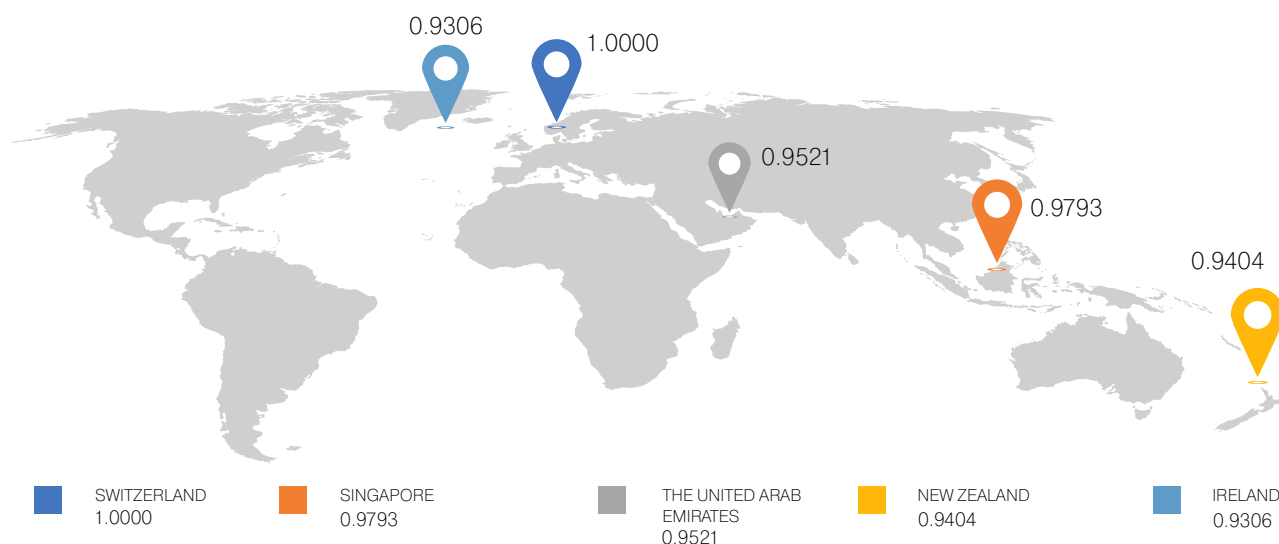 0.9306
1.0000
0.9521
0.9793
0.9404
SWITZERLAND
1.0000
SINGAPORE
0.9793
THE UNITED ARAB
EMIRATES
0.9521
NEW ZEALAND
0.9404
IRELAND
0.9306